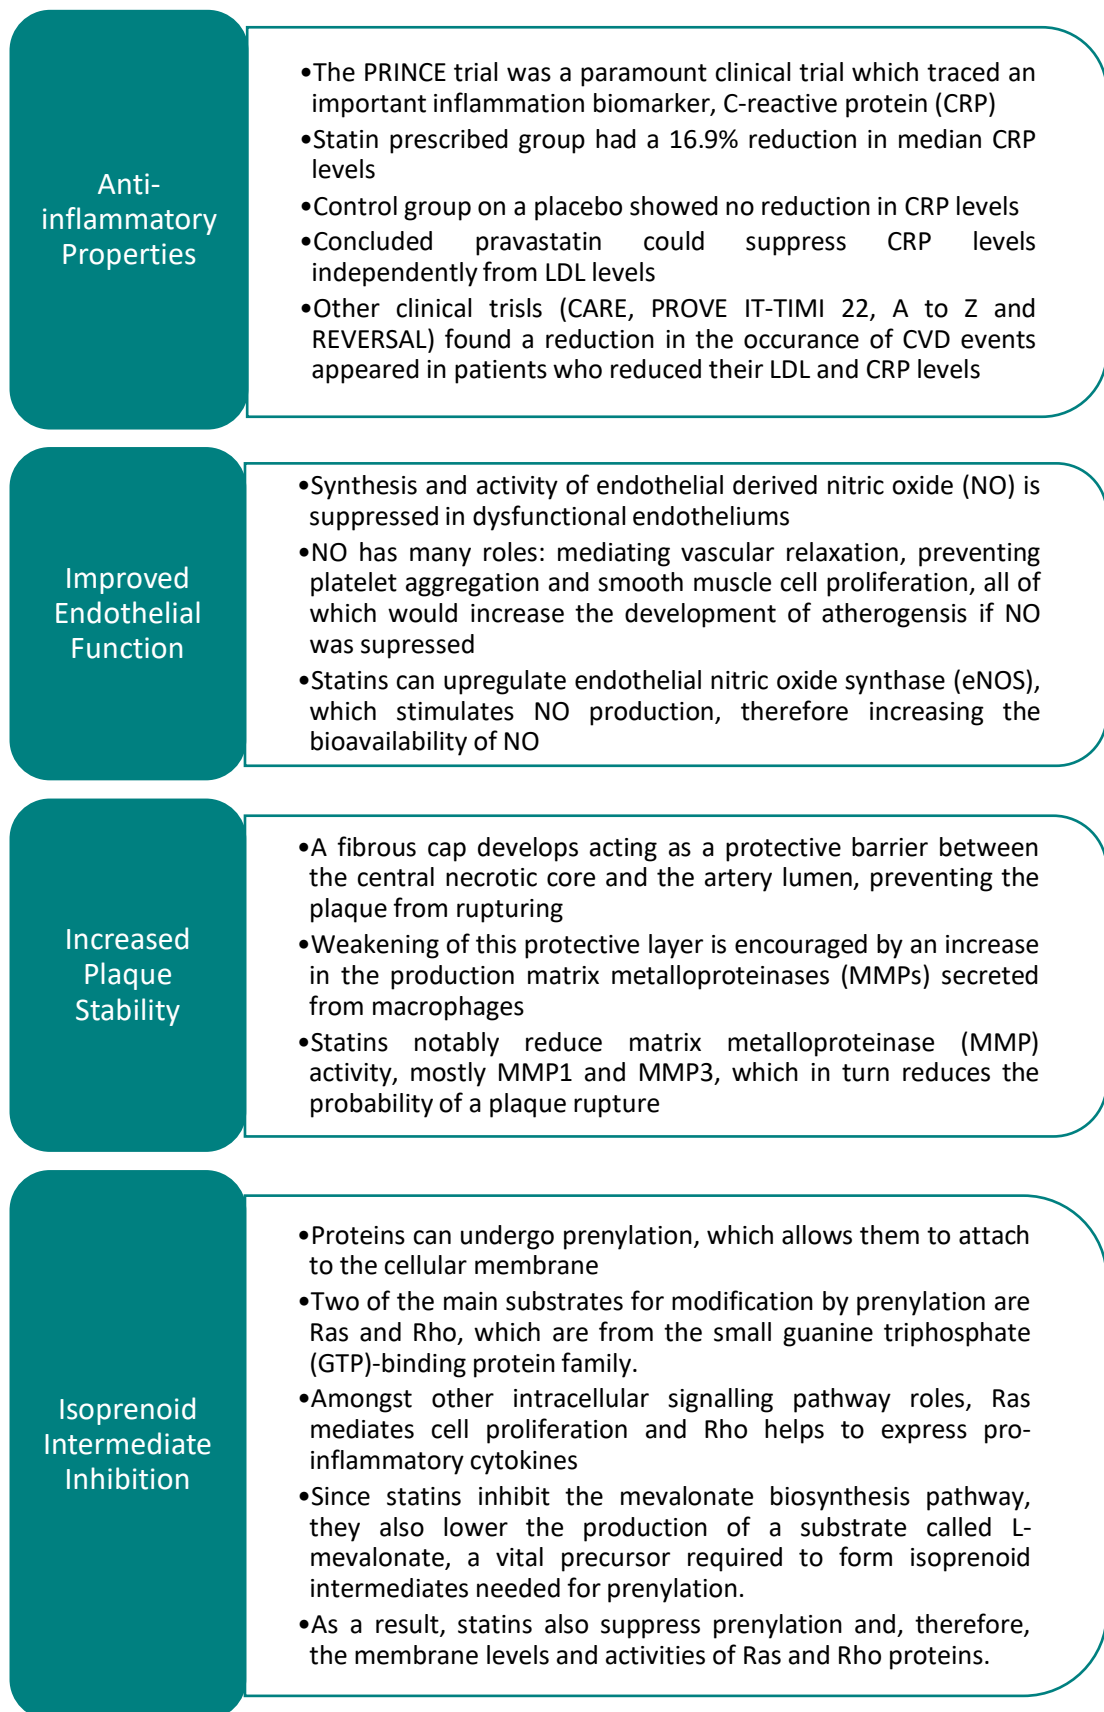 Anti-
inflammatory
Properties
•The PRINCE trial was a paramount clinical trial which traced an
important inflammation biomarker, C-reactive protein (CRP)
•Statin prescribed group had a 16.9% reduction in median CRP
levels
•Control group on a placebo showed no reduction in CRP levels
•Concluded pravastatin could suppress CRP levels
independently from LDL levels
•Other clinical trisls (CARE, PROVE IT-TIMI 22, A to Z and
REVERSAL) found a reduction in the occurance of CVD events
appeared in patients who reduced their LDL and CRP levels
Improved
Endothelial
Function
•Synthesis and activity of endothelial derived nitric oxide (NO) is
suppressed in dysfunctional endotheliums
•NO has many roles: mediating vascular relaxation, preventing
platelet aggregation and smooth muscle cell proliferation, all of
which would increase the development of atherogensis if NO
was supressed
•Statins can upregulate endothelial nitric oxide synthase (eNOS),
which stimulates NO production, therefore increasing the
bioavailability of NO
Increased
Plaque
Stability
•A fibrous cap develops acting as a protective barrier between
the central necrotic core and the artery lumen, preventing the
plaque from rupturing
•Weakening of this protective layer is encouraged by an increase
in the production matrix metalloproteinases (MMPs) secreted
from macrophages
•Statins notably reduce matrix metalloproteinase (MMP)
activity, mostly MMP1 and MMP3, which in turn reduces the
probability of a plaque rupture
Isoprenoid
Intermediate
Inhibition
•Proteins can undergo prenylation, which allows them to attach
to the cellular membrane
•Two of the main substrates for modification by prenylation are
Ras and Rho, which are from the small guanine triphosphate
(GTP)-binding protein family.
•Amongst other intracellular signalling pathway roles, Ras
mediates cell proliferation and Rho helps to express pro-
inflammatory cytokines
•Since statins inhibit the mevalonate biosynthesis pathway,
they also lower the production of a substrate called L-
mevalonate, a vital precursor required to form isoprenoid
intermediates needed for prenylation.
•As a result, statins also suppress prenylation and, therefore,
the membrane levels and activities of Ras and Rho proteins.